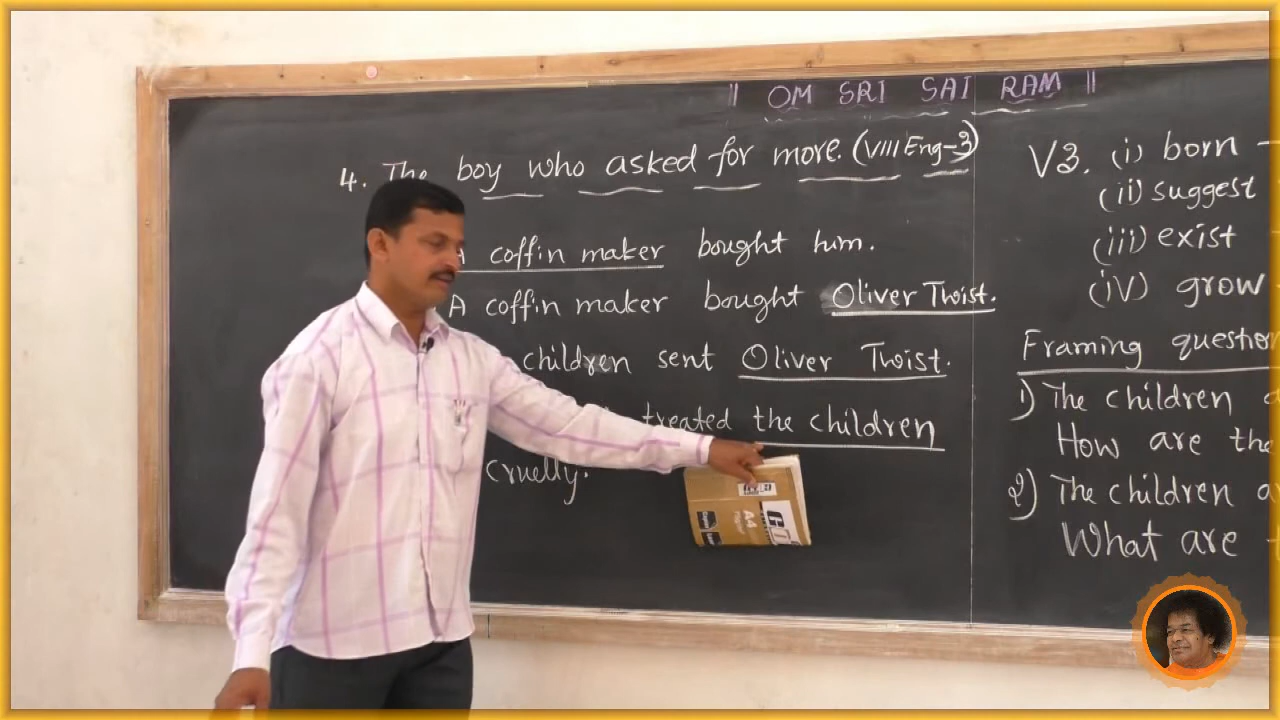 || OM SRI SAI RAM ||
4. The boy who asked for more. (VIII Eng-3)
A coffin maker bought him.
A coffin maker bought Oliver Twist.
children sent Oliver Twist.
treated the children
cruelly.
V3. (i) born -
(ii) suggest
(iii) exist
(iv) grow -
Framing question
1) The children a
How are the
2) The children a
What are
A4